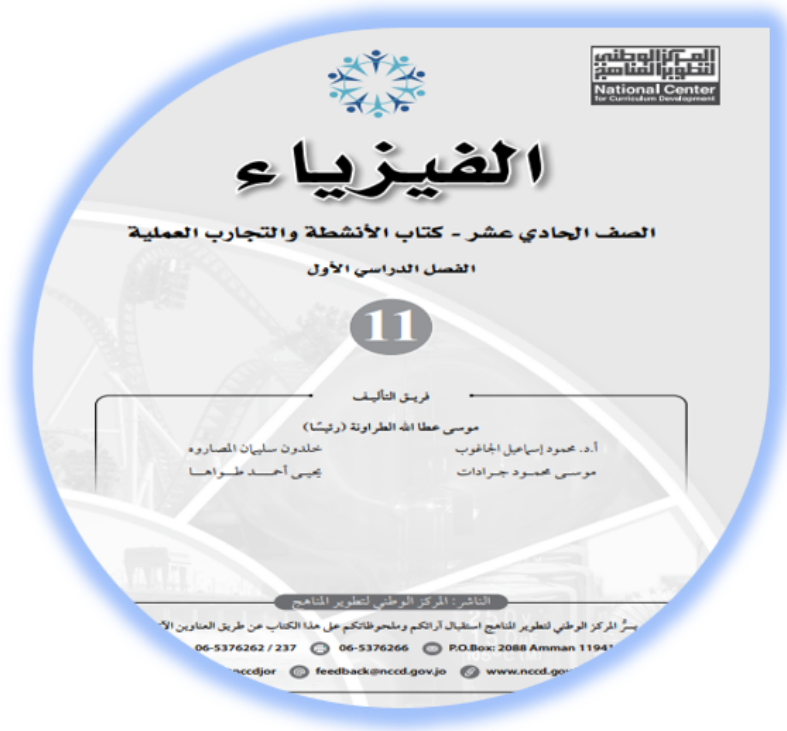 المركز الوطني
لتطوير المناهج
National Center
for Curriculum Development
الفيزياء
الصف الحادي عشر - كتاب الأنشطة والتجارب العملية
الفصل الدراسي الأول
11
فريق التأليف
موسى عطا الله الطراونة (رئيسًا)
أ.د. محمود إسماعيل الجاغوب خلدون سليمان المصاروه
موسى محمود جرادات يحيى أحمد طواها
الناشر: المركز الوطني لتطوير المناهج
يسرُّ المركز الوطني لتطوير المناهج استقبال آرائكم وملحوظاتكم على هذا الكتاب عن طريق العناوين
06-5376262 / 237 06-5376266 P.O.Box: 2088 Amman 11941
feedback@nccd.gov.jo